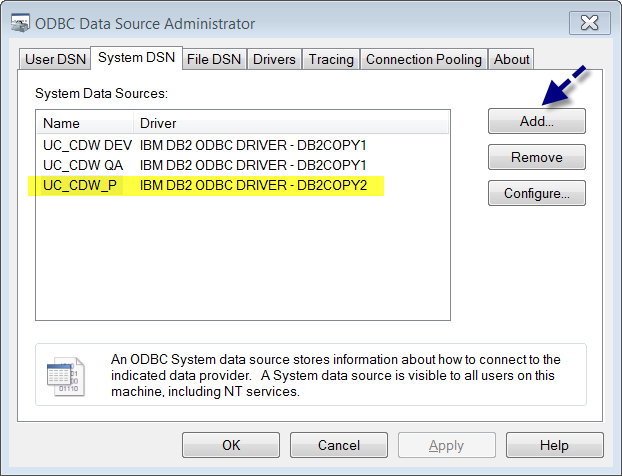 ODBC Data Source Administrator
User DSN System DSN File DSN Drivers Tracing Connection Pooling About
System Data Sources:
Name Driver
UC_CDW DEV IBM DB2 ODBC DRIVER - DB2COPY1
UC_CDW QA IBM DB2 ODBC DRIVER - DB2COPY1
UC_CDW_P IBM DB2 ODBC DRIVER - DB2COPY2
Add...
Remove
Configure...
An ODBC System data source stores information about how to connect to the
indicated data provider. A System data source is visible to all users on this
machine, including NT services.
OK Cancel Apply Help